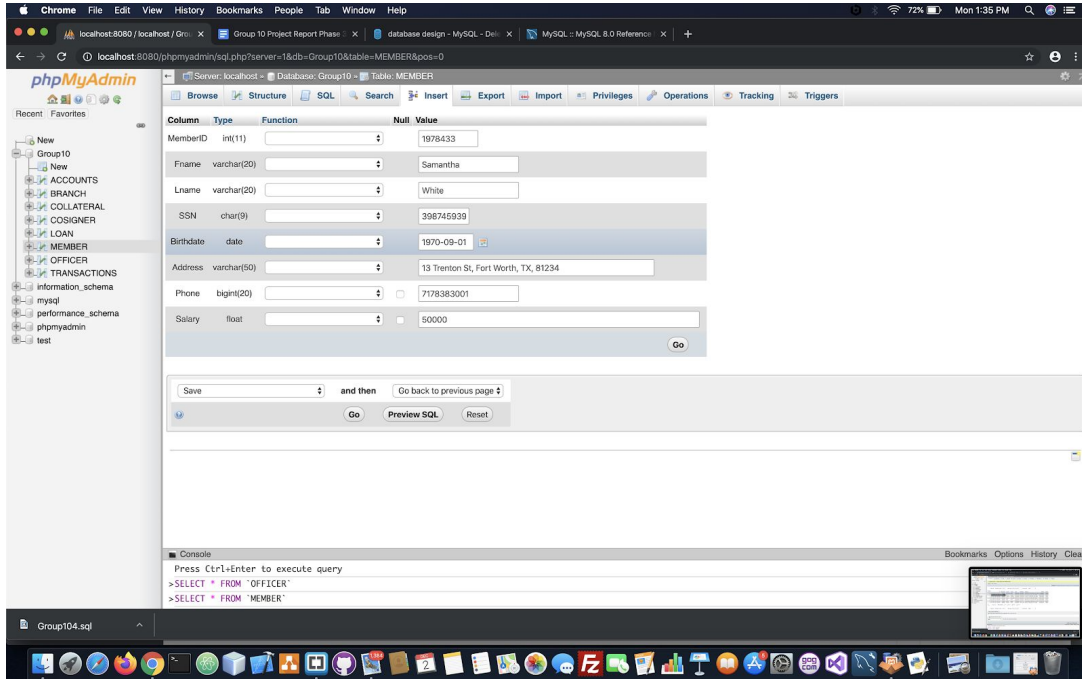 Chrome File Edit View History Bookmarks People Tab Window Help
72% Mon 1:35 PM
localhost:8080 / localhost / Grou × Group 10 Project Report Phase × database design - MySQL - Del × MySQL :: MySQL 8.0 Reference × +
localhost:8080/phpmyadmin/sql.php?server=1&db=Group10&table=MEMBER&pos=0
phpMyAdmin
Recent Favorites
New
Group10
New
ACCOUNTS
BRANCH
COLLATERAL
COSIGNER
LOAN
MEMBER
OFFICER
TRANSACTIONS
information_schema
mysql
performance_schema
phpmyadmin
test
Server: localhost » Database: Group10 » Table: MEMBER
Browse Structure SQL Search Insert Export Import Privileges Operations Tracking Triggers
Column Type Function Null Value
MemberID int(11) 1978433
Fname varchar(20) Samantha
Lname varchar(20) White
SSN char(9) 398745939
Birthdate date 1970-09-01
Address varchar(50) 13 Trenton St, Fort Worth, TX, 81234
Phone bigint(20) 7178383001
Salary float 50000
Go
Save and then Go back to previous page
Go Preview SQL Reset
Console Bookmarks Options History Clea
Press Ctrl+Enter to execute query
>SELECT * FROM `OFFICER`
>SELECT * FROM `MEMBER`
Group104.sql